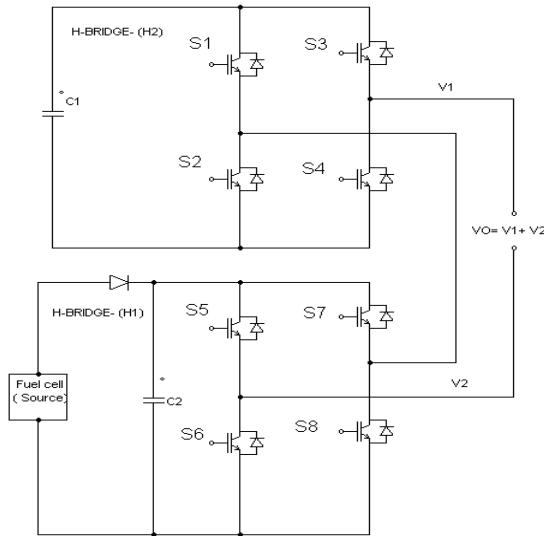 H-BRIDGE- (H2)
S1
S3
C1
V1
S2
S4
VO= V1+ V2
H-BRIDGE- (H1)
S5
S7
Fuel cell
( Source)
C2
V2
S6
S8